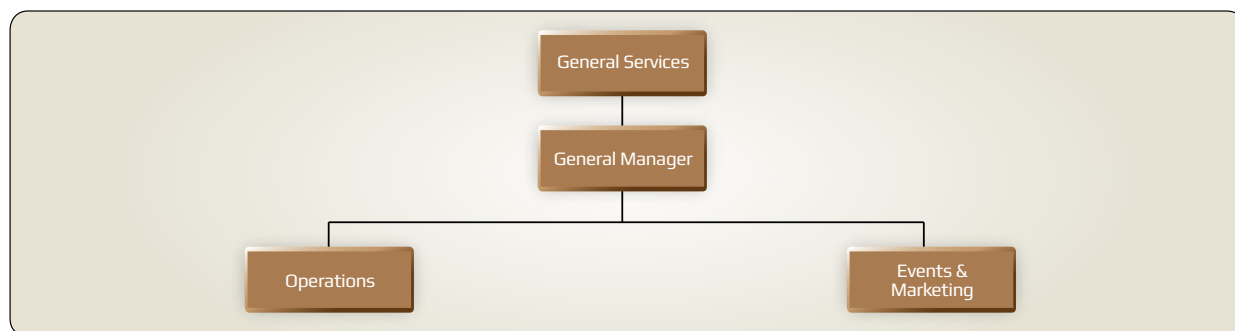 General Services
General Manager
Operations
Events &
Marketing